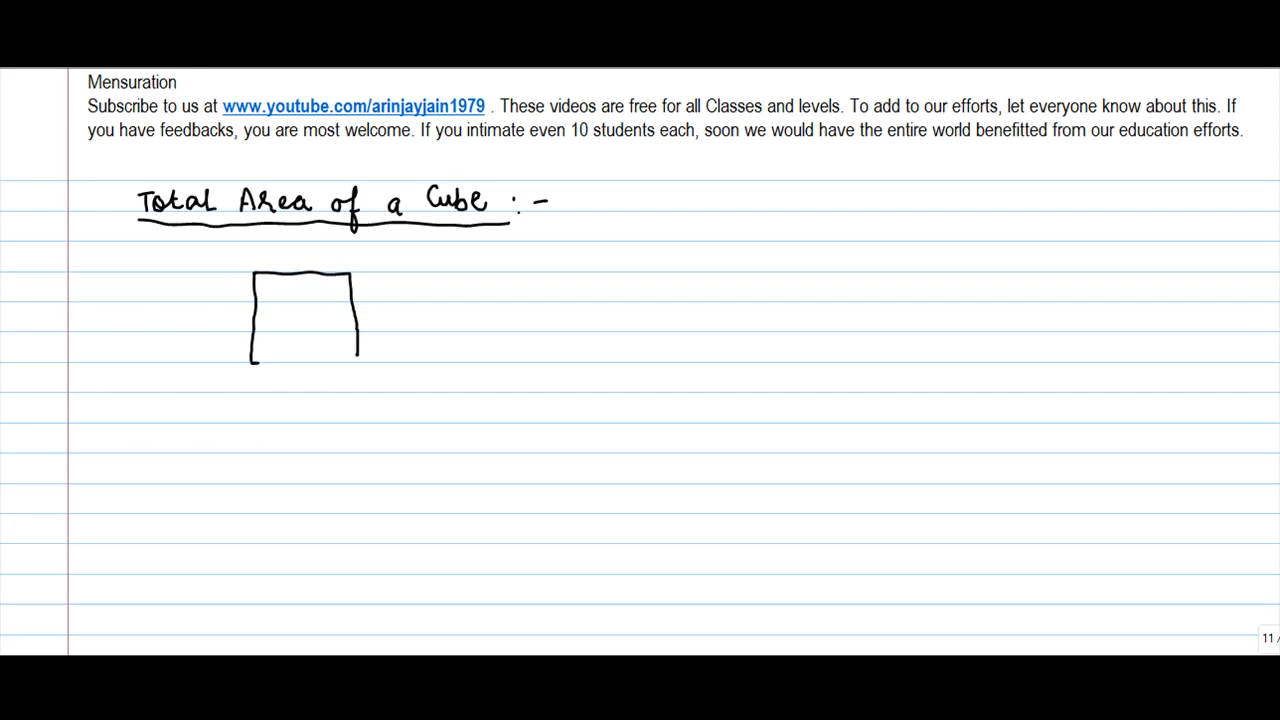 Mensuration
Subscribe to us at www.youtube.com/arinjayjain1979 . These videos are free for all Classes and levels. To add to our efforts, let everyone know about this. If
you have feedbacks, you are most welcome. If you intimate even 10 students each, soon we would have the entire world benefitted from our education efforts.
Total Area of a Cube :-
11/